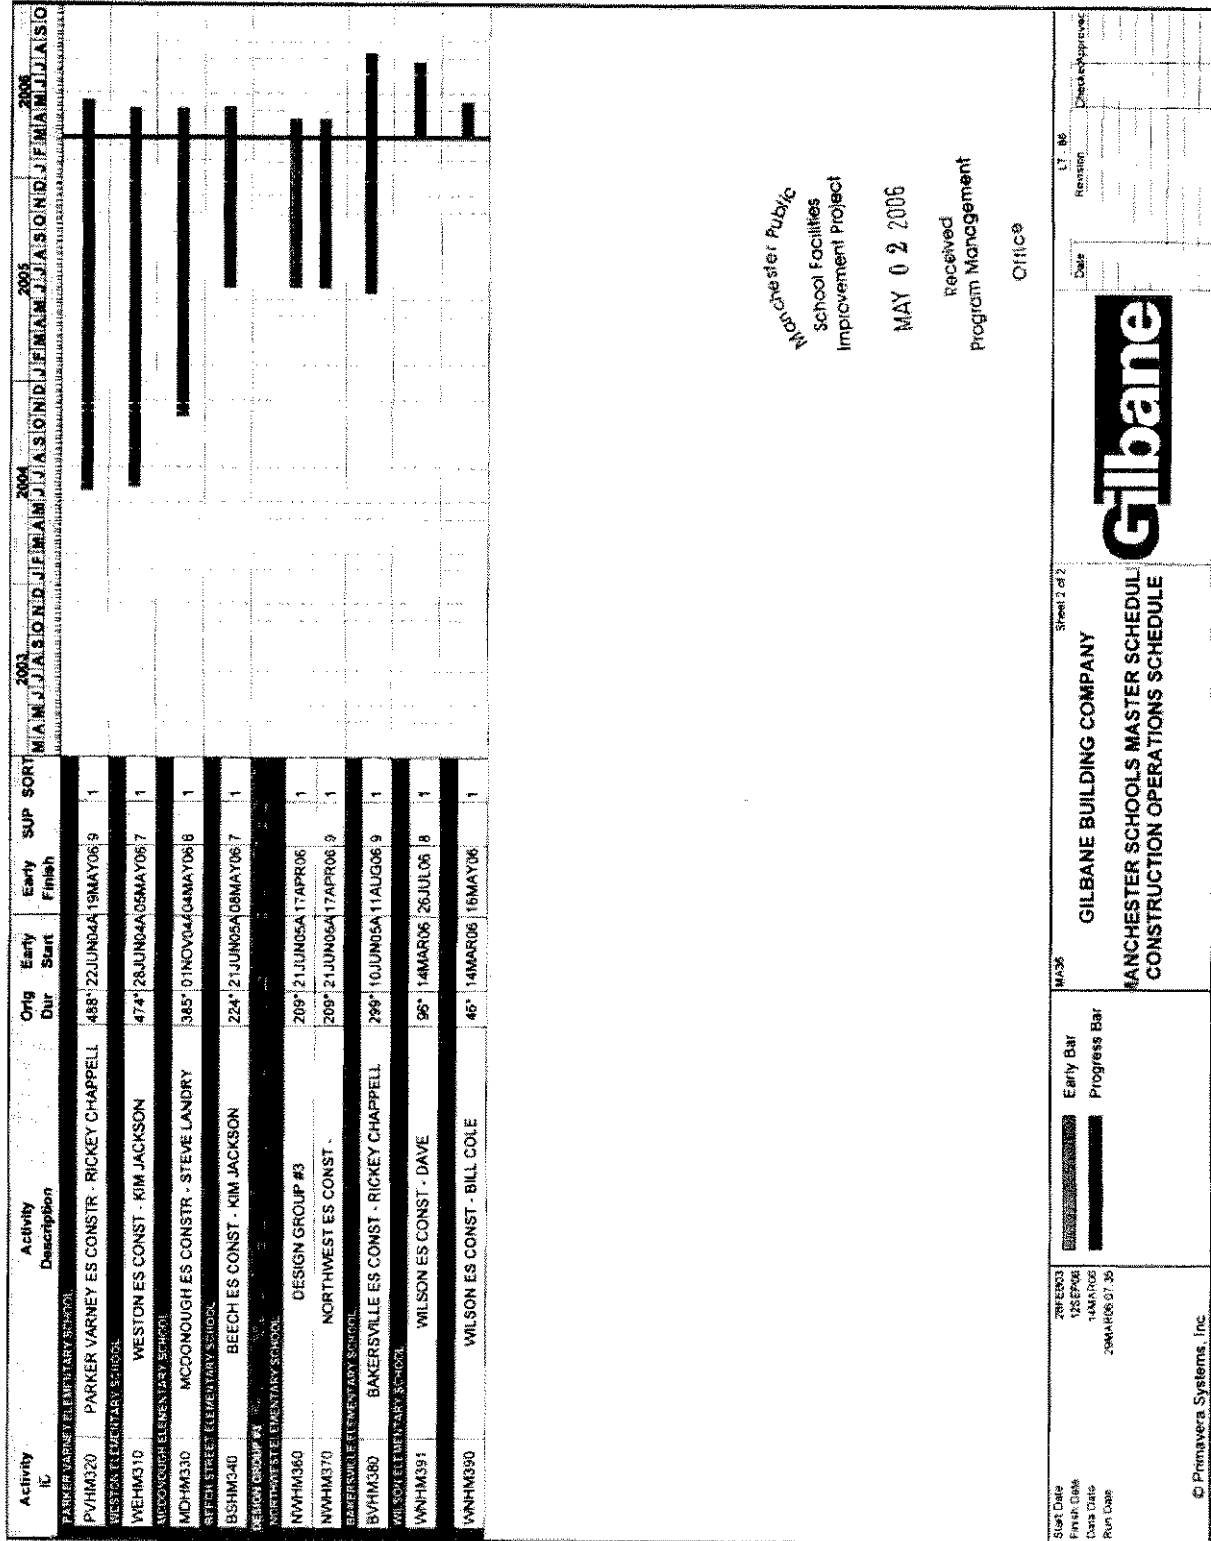 Activity ID Activity Description Orig Dur Early Start Early Finish SUP SORT
2003 2004 2005 2006
M A M J J A S O N D J F M A M J J A S O N D J F M A M J J A S O N D J F M A M J J A S O
PARKER VARNEY ELEMENTARY SCHOOL
PVHM320 PARKER VARNEY ES CONSTR - RICKEY CHAPPELL 488* 22JUN04A 19MAY06 9 1
WESTON ELEMENTARY SCHOOL
WEHM310 WESTON ES CONST - KIM JACKSON 474* 28JUN04A 05MAY06 7 1
MCDONOUGH ELEMENTARY SCHOOL
MDHM330 MCDONOUGH ES CONSTR - STEVE LANDRY 385* 01NOV04A 04MAY06 6 1
BEECH STREET ELEMENTARY SCHOOL
BSHM340 BEECH ES CONST - KIM JACKSON 224* 21JUN05A 08MAY06 7 1
DESIGN GROUP #3
NORTHWEST ELEMENTARY SCHOOL
NWHM360 DESIGN GROUP #3 209* 21JUN05A 17APR06 1
NWHM370 NORTHWEST ES CONST - 209* 21JUN05A 17APR06 9 1
BAKERSVILLE ELEMENTARY SCHOOL
BVHM380 BAKERSVILLE ES CONST - RICKEY CHAPPELL 299* 10JUN05A 11AUG06 9 1
WILSON ELEMENTARY SCHOOL
WNHM391 WILSON ES CONST - DAVE 96* 14MAR06 26JUL06 8 1
WNHM390 WILSON ES CONST - BILL COLE 46* 14MAR06 16MAY06 1
Manchester Public
School Facilities
Improvement Project
MAY 02 2006
Received
Program Management
Office
Start Date 28FEB03
Finish Date 12SEP06
Data Date 14MAR06
Run Date 29MAR06 07:35
© Primavera Systems, Inc.
Early Bar
Progress Bar
MA36
Sheet 2 of 2
GILBANE BUILDING COMPANY
MANCHESTER SCHOOLS MASTER SCHEDUL
CONSTRUCTION OPERATIONS SCHEDULE
Gilbane
Date Revision Checked Approved